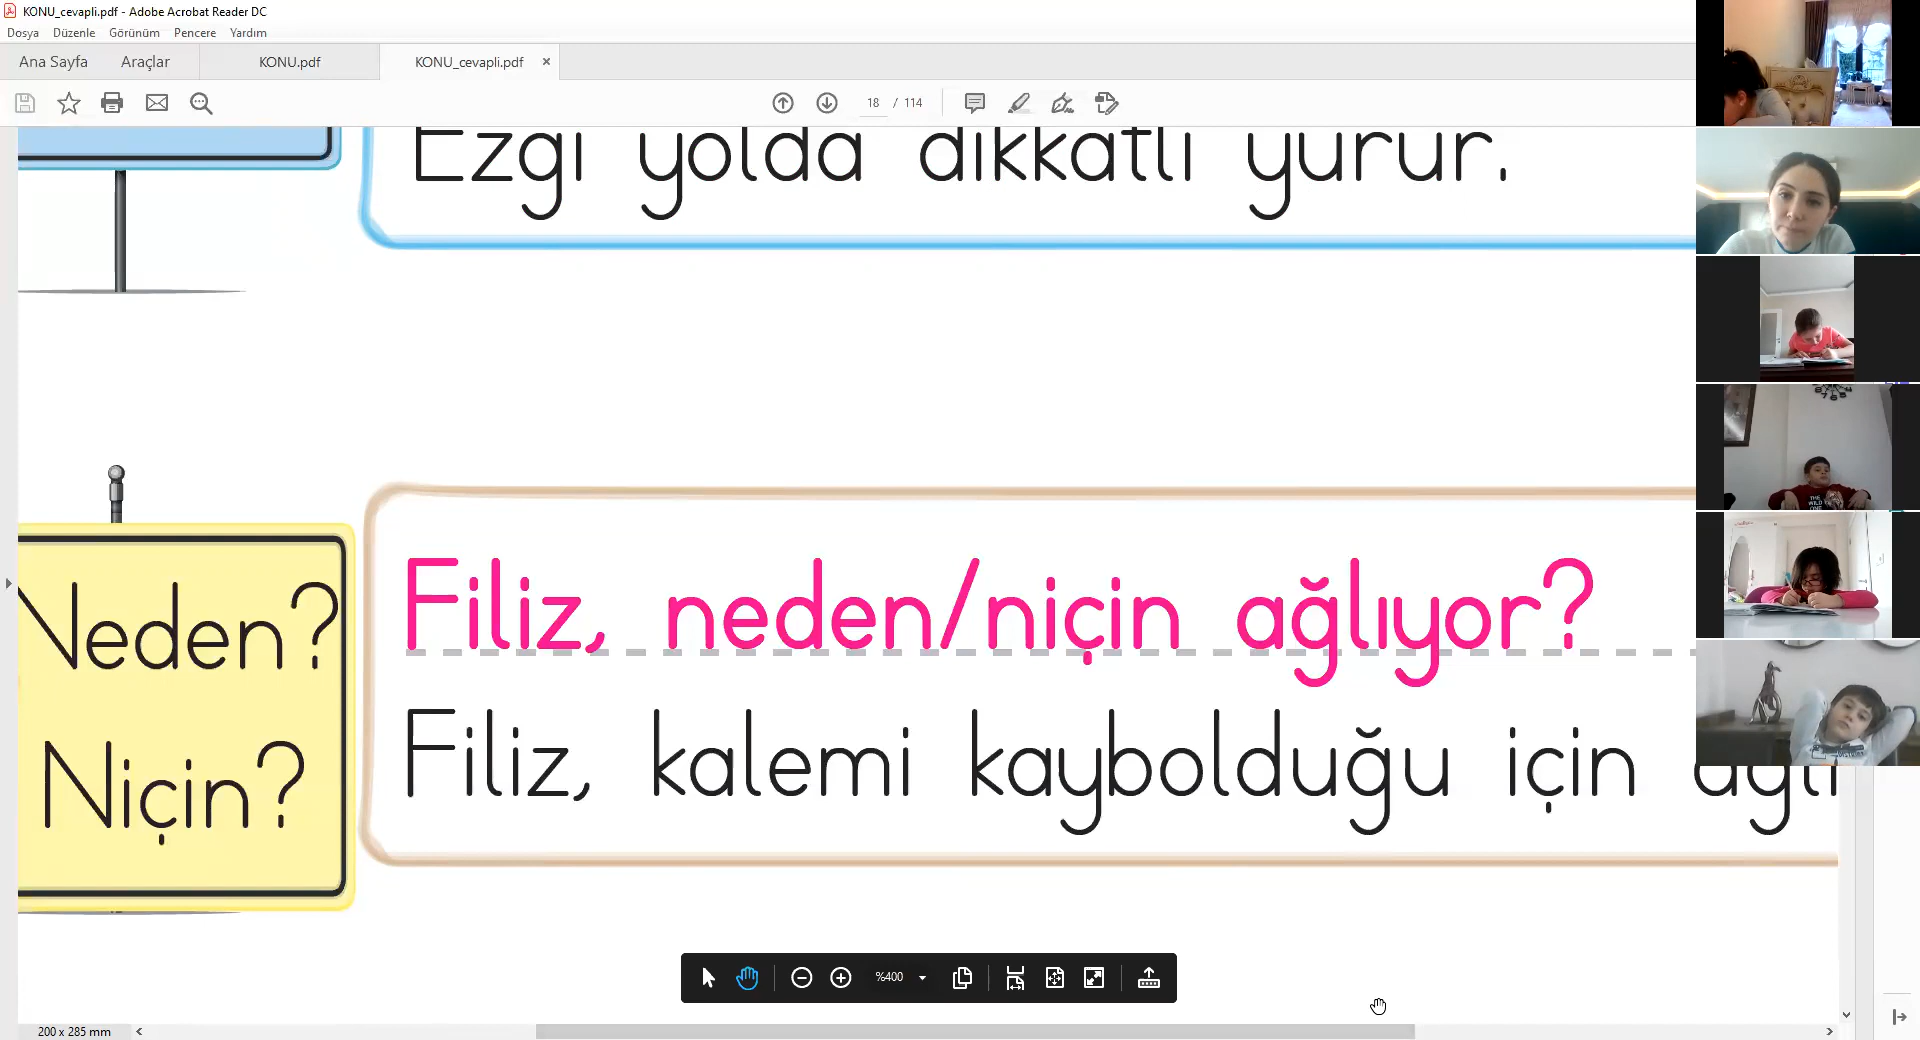 KONU_cevapli.pdf - Adobe Acrobat Reader DC
Dosya Düzenle Görünüm Pencere Yardım
Ana Sayfa Araçlar KONU.pdf KONU_cevapli.pdf ×
18 / 114
Ezgi yolda dikkatli yürür.
Neden?
Niçin?
Filiz, neden/niçin ağlıyor?
Filiz, kalemi kaybolduğu için
%400
200 x 285 mm